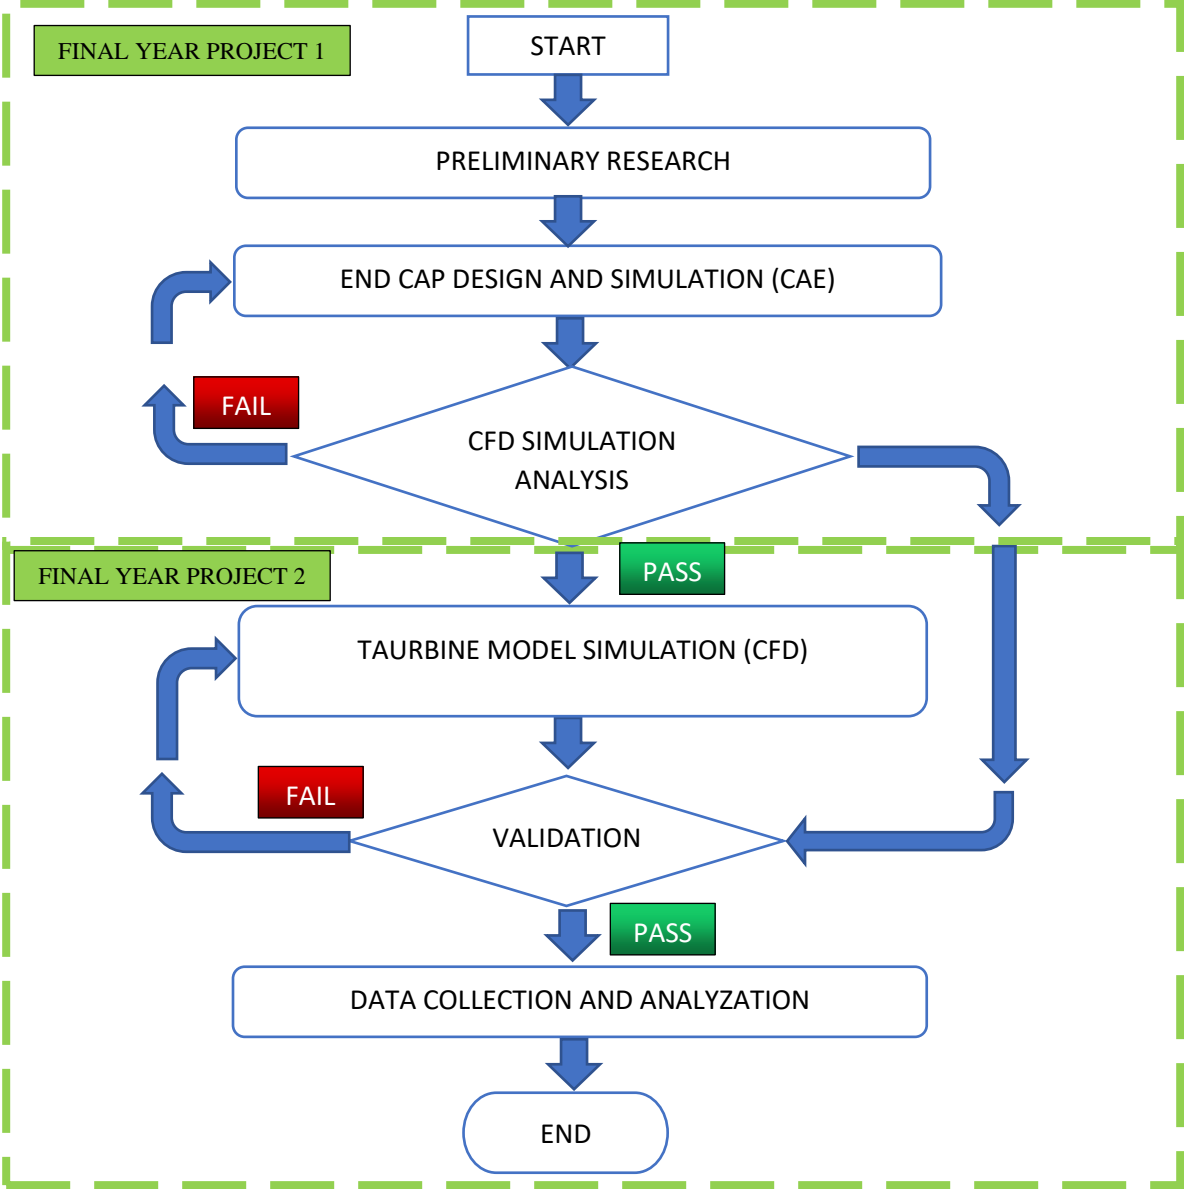 FINAL YEAR PROJECT 1
START
PRELIMINARY RESEARCH
END CAP DESIGN AND SIMULATION (CAE)
FAIL
CFD SIMULATION
ANALYSIS
PASS
FINAL YEAR PROJECT 2
TAURBINE MODEL SIMULATION (CFD)
FAIL
VALIDATION
PASS
DATA COLLECTION AND ANALYZATION
END